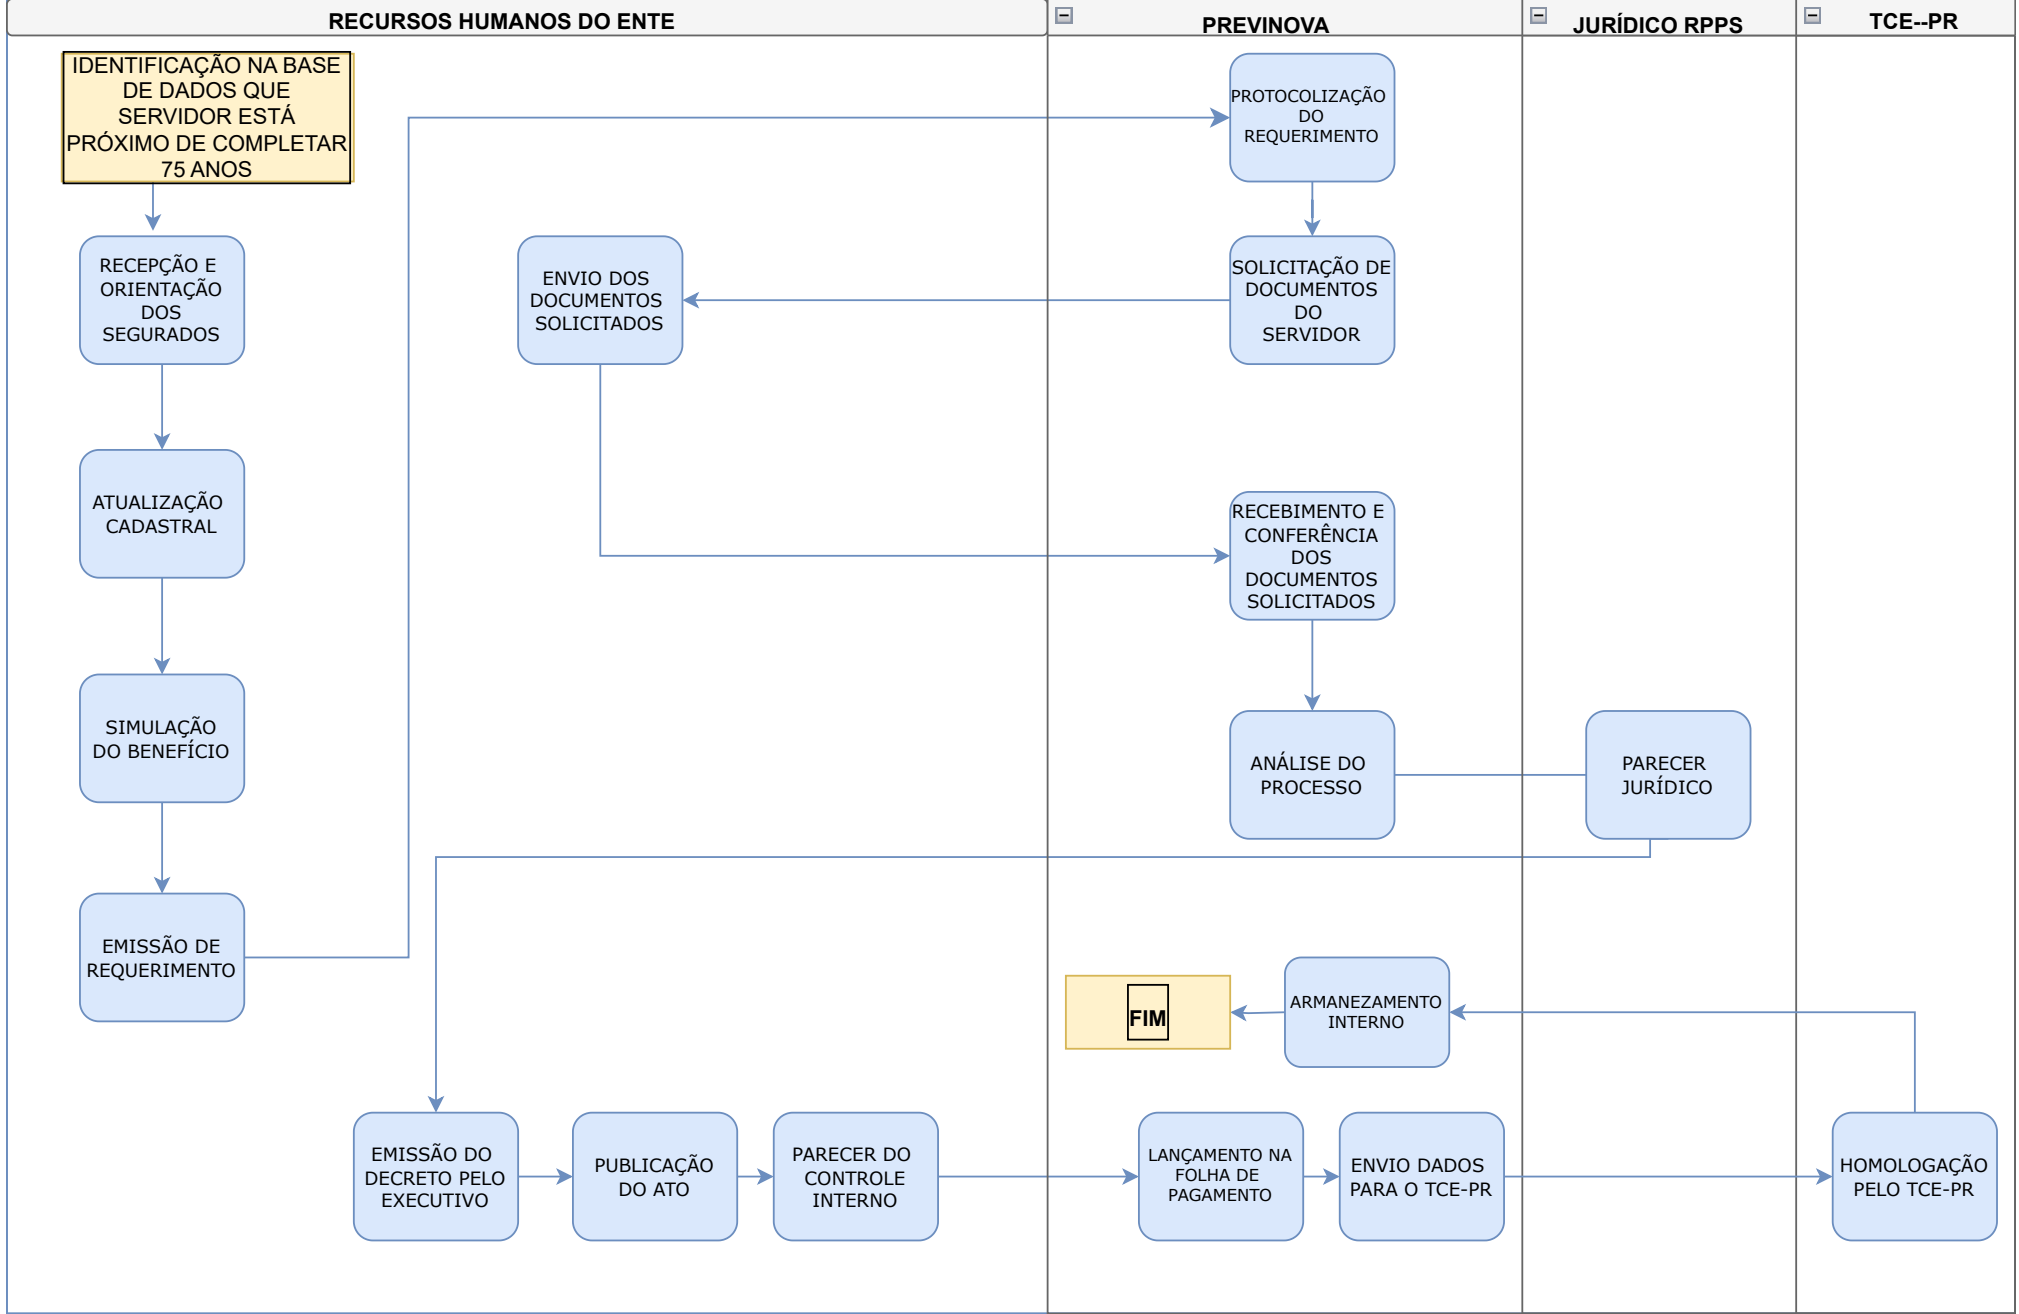 RECURSOS HUMANOS DO ENTE
PREVINOVA
JURÍDICO RPPS
TCE--PR
IDENTIFICAÇÃO NA BASE
DE DADOS QUE
SERVIDOR ESTÁ
PRÓXIMO DE COMPLETAR
75 ANOS
RECEPÇÃO E
ORIENTAÇÃO
DOS
SEGURADOS
ATUALIZAÇÃO
CADASTRAL
SIMULAÇÃO
DO BENEFÍCIO
EMISSÃO DE
REQUERIMENTO
PROTOCOLIZAÇÃO
DO
REQUERIMENTO
SOLICITAÇÃO DE
DOCUMENTOS
DO
SERVIDOR
ENVIO DOS
DOCUMENTOS
SOLICITADOS
RECEBIMENTO E
CONFERÊNCIA
DOS
DOCUMENTOS
SOLICITADOS
ANÁLISE DO
PROCESSO
PARECER
JURÍDICO
EMISSÃO DO
DECRETO PELO
EXECUTIVO
PUBLICAÇÃO
DO ATO
PARECER DO
CONTROLE
INTERNO
LANÇAMENTO NA
FOLHA DE
PAGAMENTO
ENVIO DADOS
PARA O TCE-PR
HOMOLOGAÇÃO
PELO TCE-PR
ARMANEZAMENTO
INTERNO
FIM